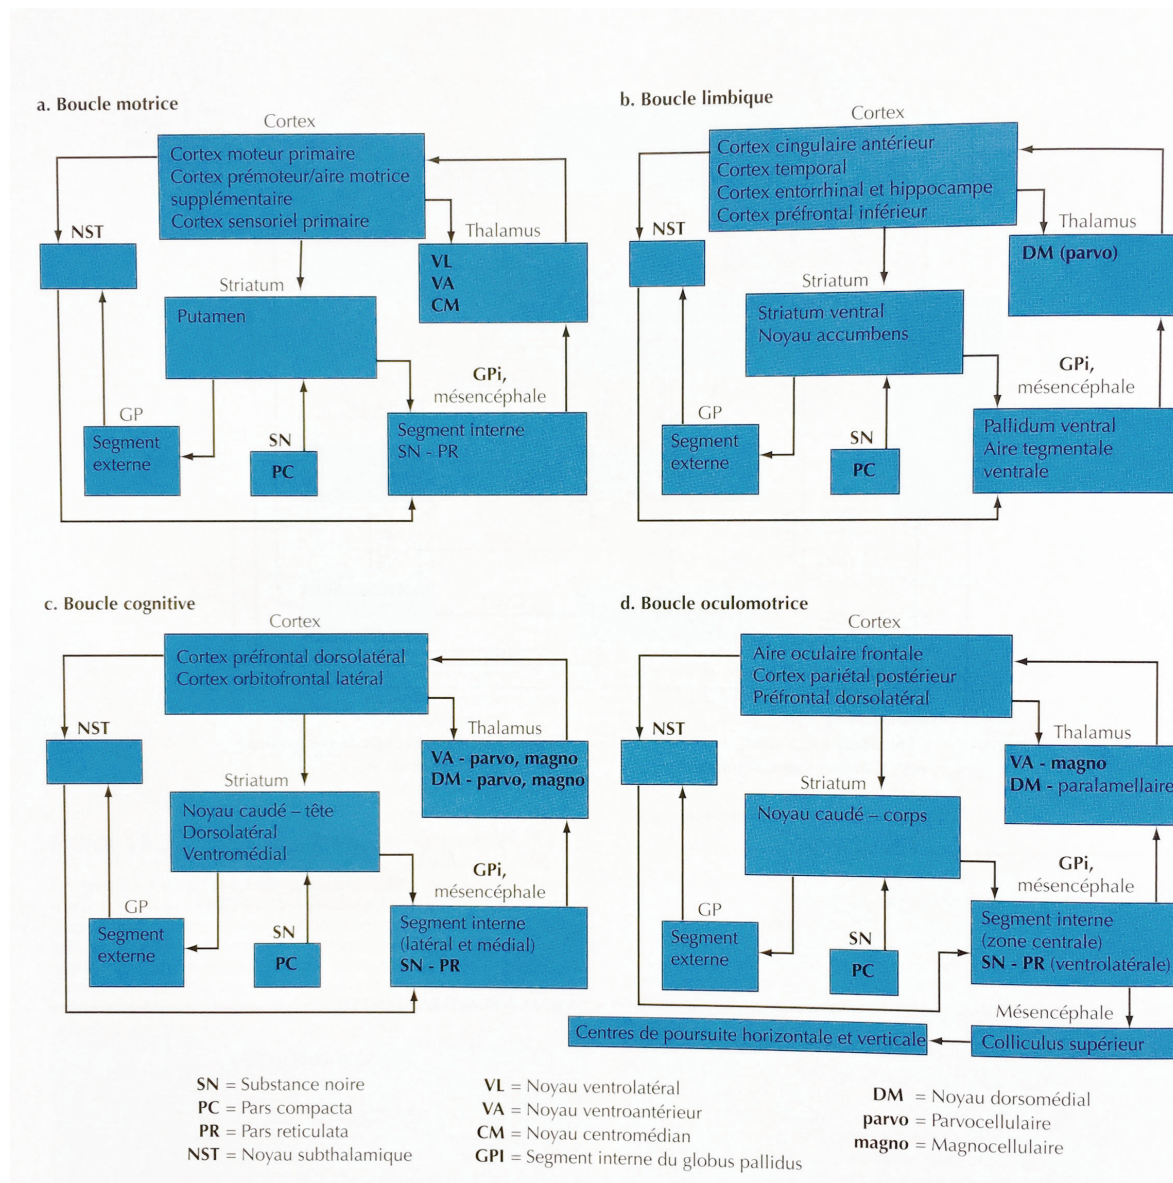 a. Boucle motrice
Cortex
Cortex moteur primaire
Cortex prémoteur/aire motrice
supplémentaire
Cortex sensoriel primaire
NST
Thalamus
VL
VA
CM
Striatum
Putamen
GPi,
mésencéphale
GP
Segment
externe
SN
PC
Segment interne
SN - PR
b. Boucle limbique
Cortex
Cortex cingulaire antérieur
Cortex temporal
Cortex entorrhinal et hippocampe
Cortex préfrontal inférieur
NST
Thalamus
DM (parvo)
Striatum
Striatum ventral
Noyau accumbens
GPi,
mésencéphale
GP
Segment
externe
SN
PC
Pallidum ventral
Aire tegmentale
ventrale
c. Boucle cognitive
Cortex
Cortex préfrontal dorsolatéral
Cortex orbitofrontal latéral
NST
Thalamus
VA - parvo, magno
DM - parvo, magno
Striatum
Noyau caudé – tête
Dorsolatéral
Ventromédial
GPi,
mésencéphale
GP
Segment
externe
SN
PC
Segment interne
(latéral et médial)
SN - PR
d. Boucle oculomotrice
Cortex
Aire oculaire frontale
Cortex pariétal postérieur
Préfrontal dorsolatéral
NST
Thalamus
VA - magno
DM - paralamellaire
Striatum
Noyau caudé – corps
GPi,
mésencéphale
GP
Segment
externe
SN
PC
Segment interne
(zone centrale)
SN - PR (ventrolatérale)
Mésencéphale
Colliculus supérieur
Centres de poursuite horizontale et verticale
SN = Substance noire
PC = Pars compacta
PR = Pars reticulata
NST = Noyau subthalamique
VL = Noyau ventrolatéral
VA = Noyau ventroantérieur
CM = Noyau centromédian
GPI = Segment interne du globus pallidus
DM = Noyau dorsomédial
parvo = Parvocellulaire
magno = Magnocellulaire